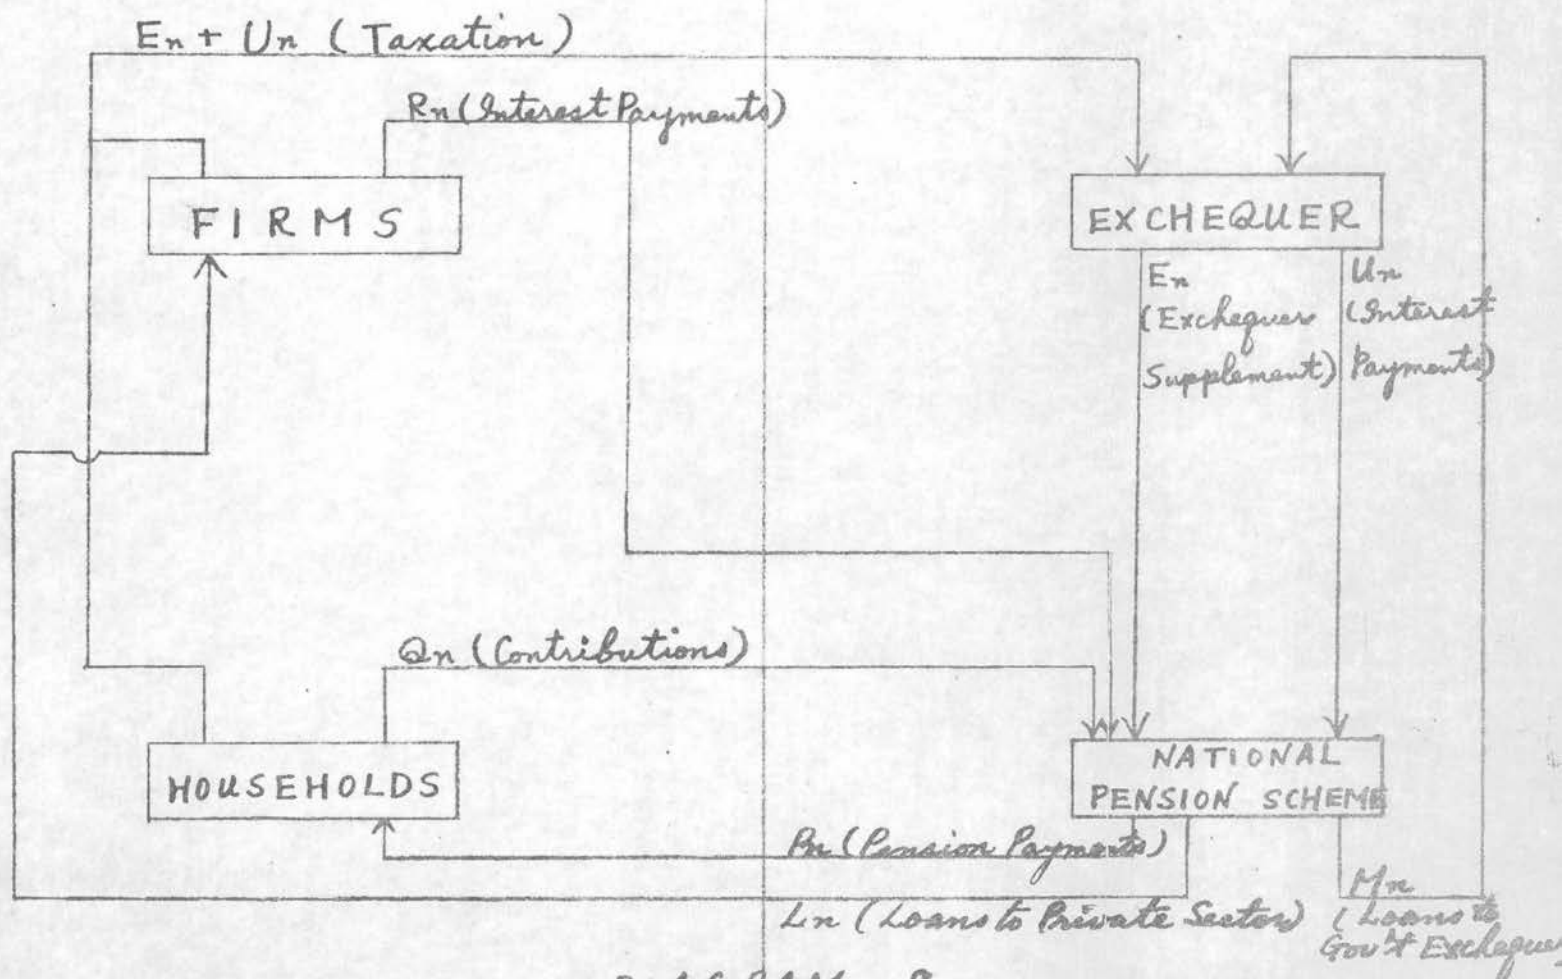 En + Un (Taxation)
Rn (Interest Payments)
FIRMS
EXCHEQUER
En
(Exchequer
Supplement)
Un
(Interest
Payments)
Qn (Contributions)
HOUSEHOLDS
NATIONAL
PENSION SCHEME
Pn (Pension Payments)
Ln (Loans to Private Sector)
Mn
(Loans to
Gov't Exchequer